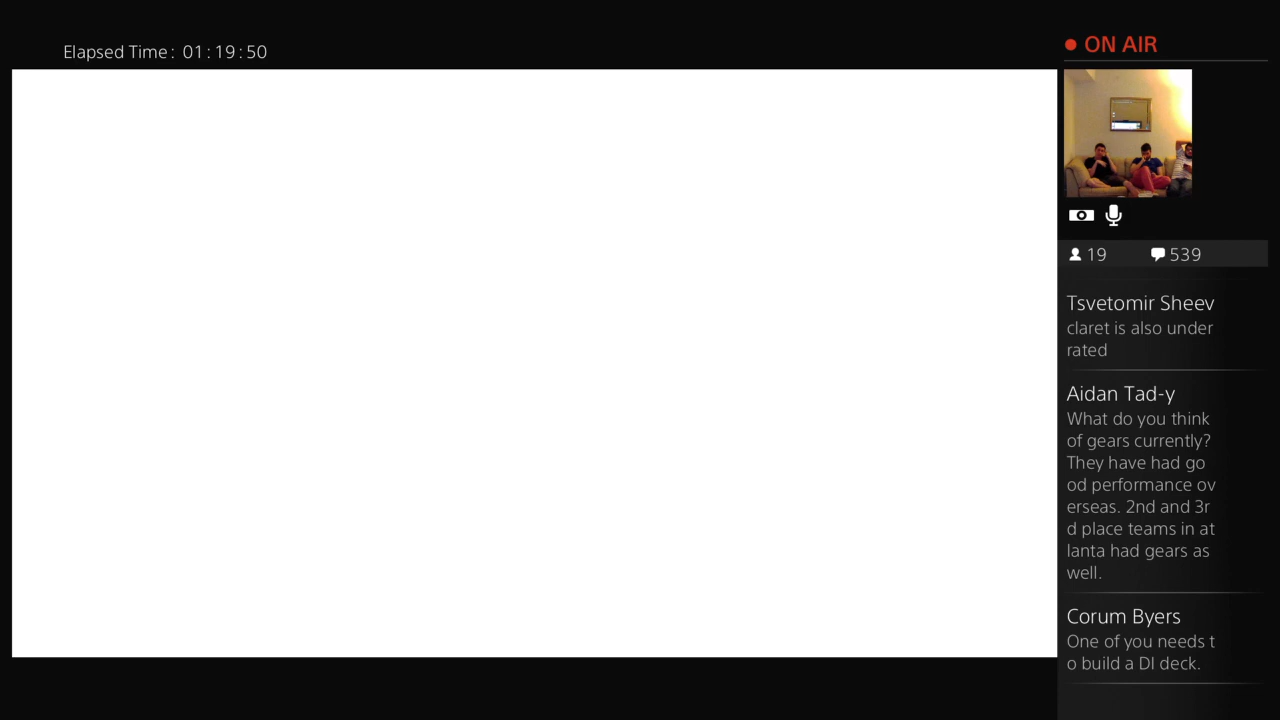 Elapsed Time: 01:19:50
ON AIR
19 539
Tsvetomir Sheev
claret is also under
rated
Aidan Tad-y
What do you think
of gears currently?
They have had go
od performance ov
erseas. 2nd and 3r
d place teams in at
lanta had gears as
well.
Corum Byers
One of you needs t
o build a DI deck.